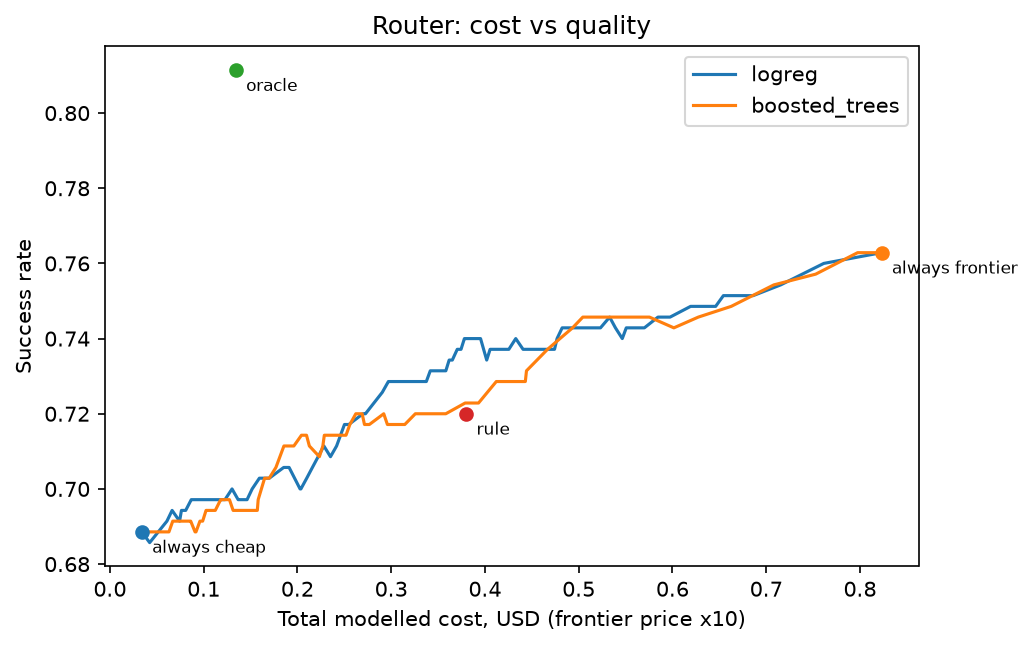 Router: cost vs quality
oracle
logreg
boosted_trees
always frontier
rule
always cheap
Success rate
0.80
0.78
0.76
0.74
0.72
0.70
0.68
0.0 0.1 0.2 0.3 0.4 0.5 0.6 0.7 0.8
Total modelled cost, USD (frontier price x10)